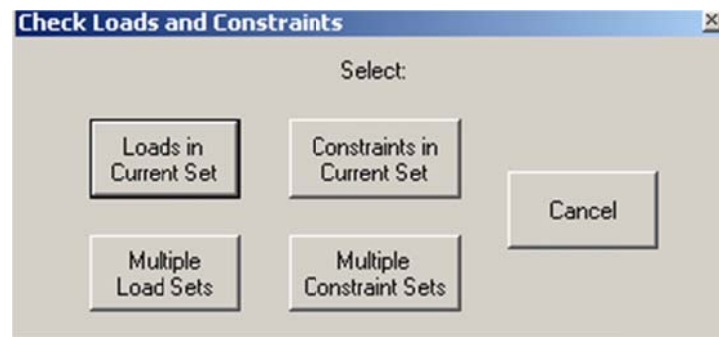 Check Loads and Constraints
Select:
Loads in
Current Set
Constraints in
Current Set
Cancel
Multiple
Load Sets
Multiple
Constraint Sets